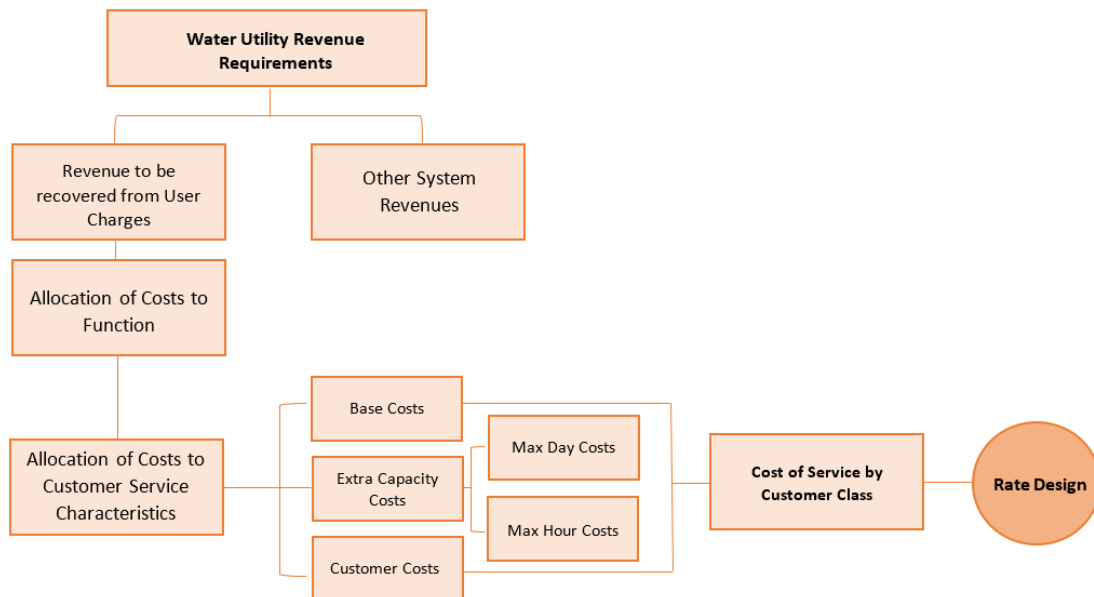 Water Utility Revenue
Requirements
Revenue to be
recovered from User
Charges
Other System
Revenues
Allocation of Costs to
Function
Allocation of Costs to
Customer Service
Characteristics
Base Costs
Extra Capacity
Costs
Customer Costs
Max Day Costs
Max Hour Costs
Cost of Service by
Customer Class
Rate Design